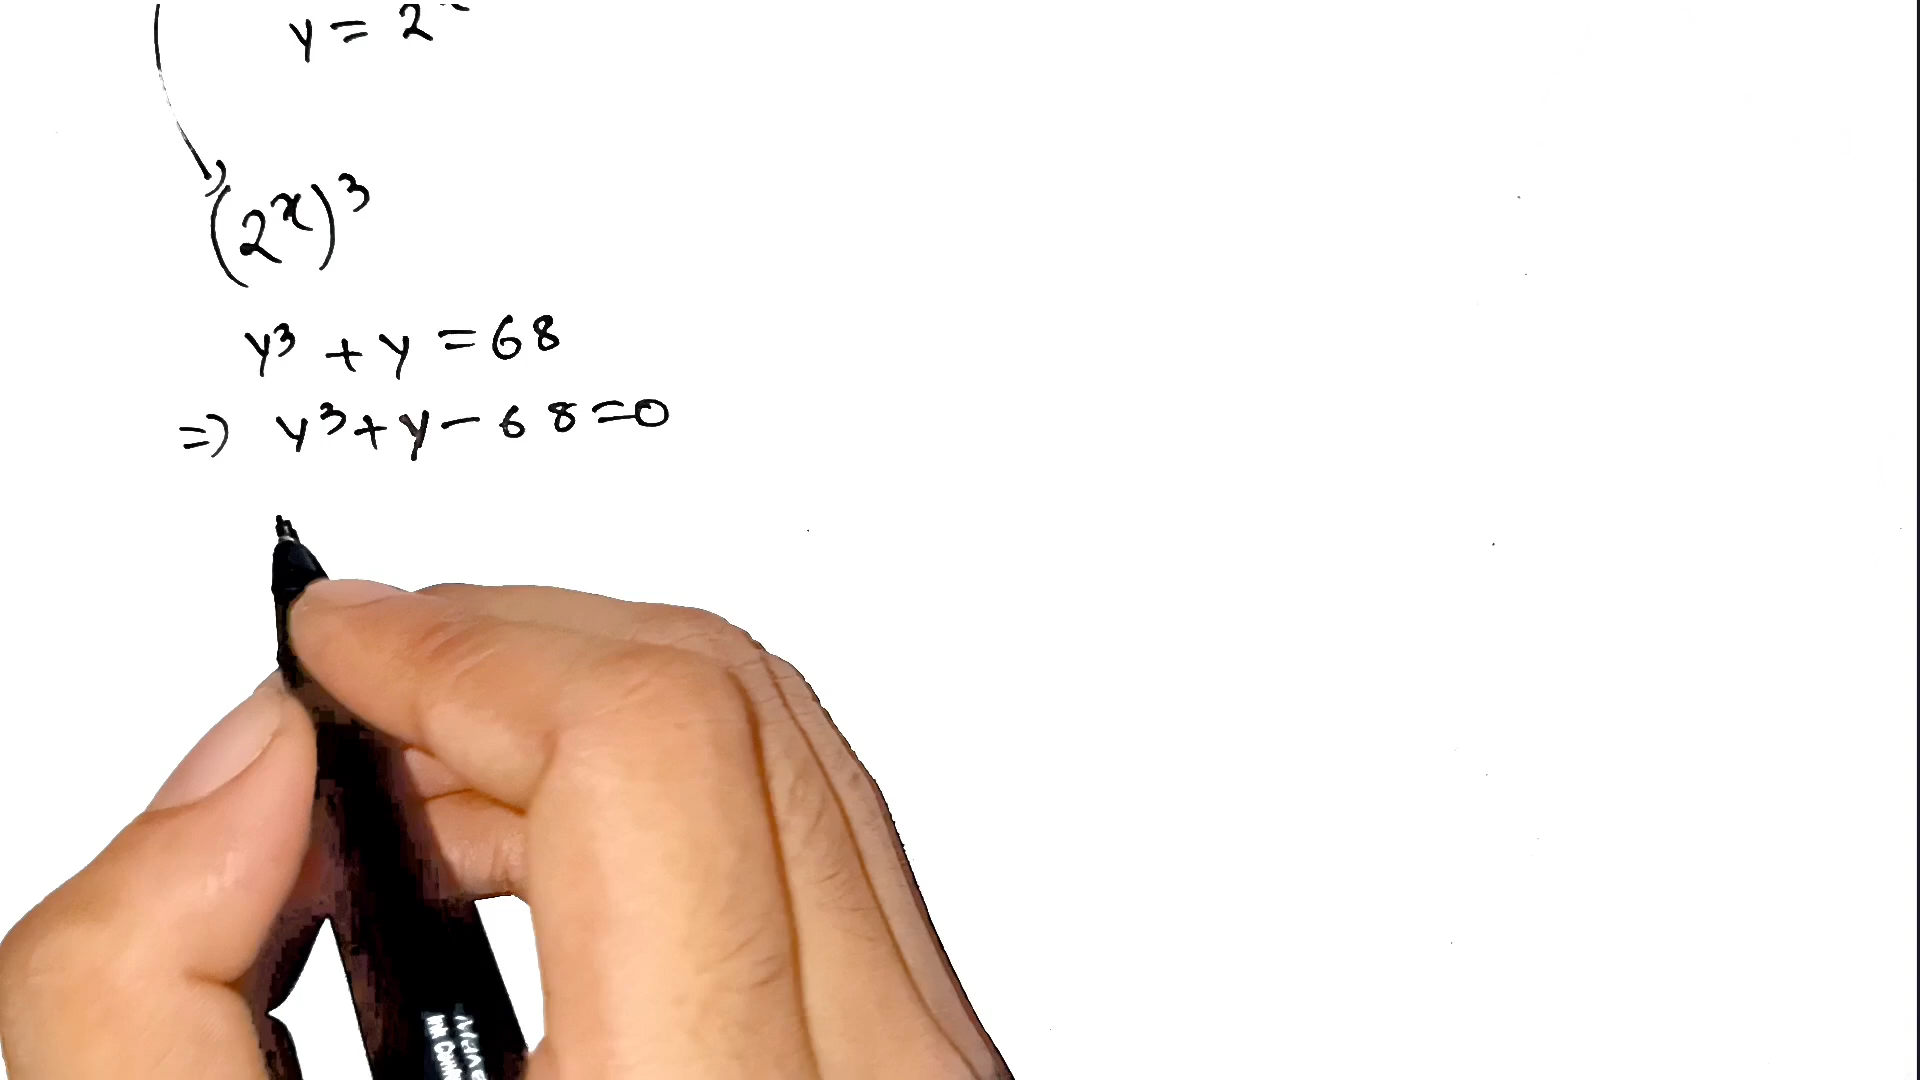 y = 2
(2^x)^3
y^3 + y = 68
=> y^3 + y - 68 = 0